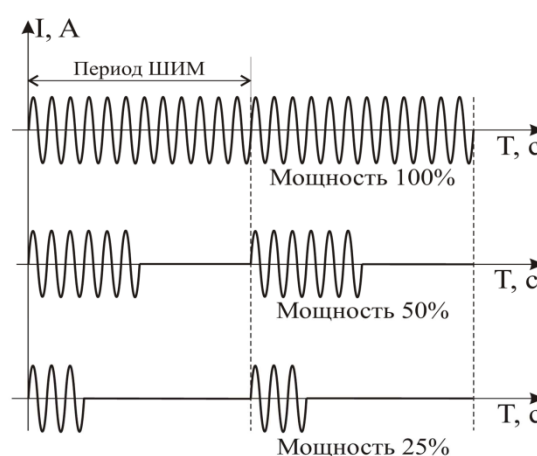 I, A
Период ШИМ
T, c
Мощность 100%
T, c
Мощность 50%
T, c
Мощность 25%